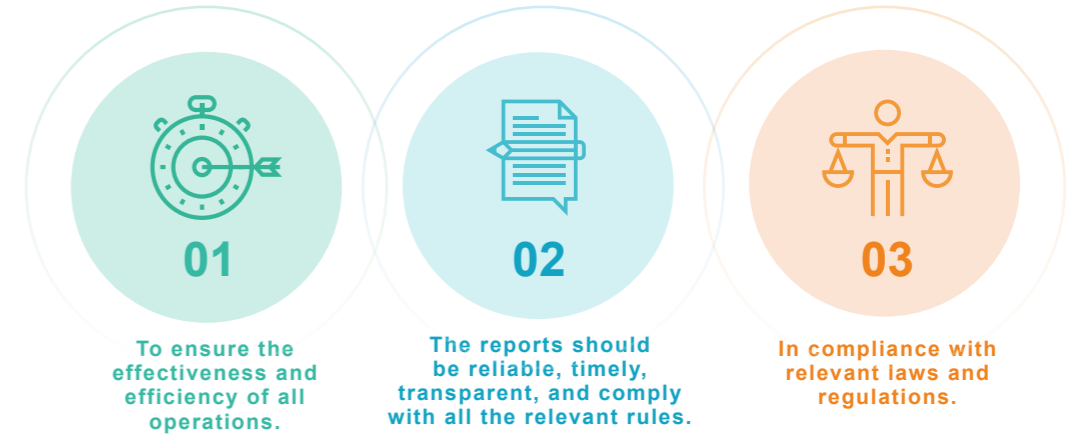 01
To ensure the
effectiveness and
efficiency of all
operations.
02
The reports should
be reliable, timely,
transparent, and comply
with all the relevant rules.
03
In compliance with
relevant laws and
regulations.